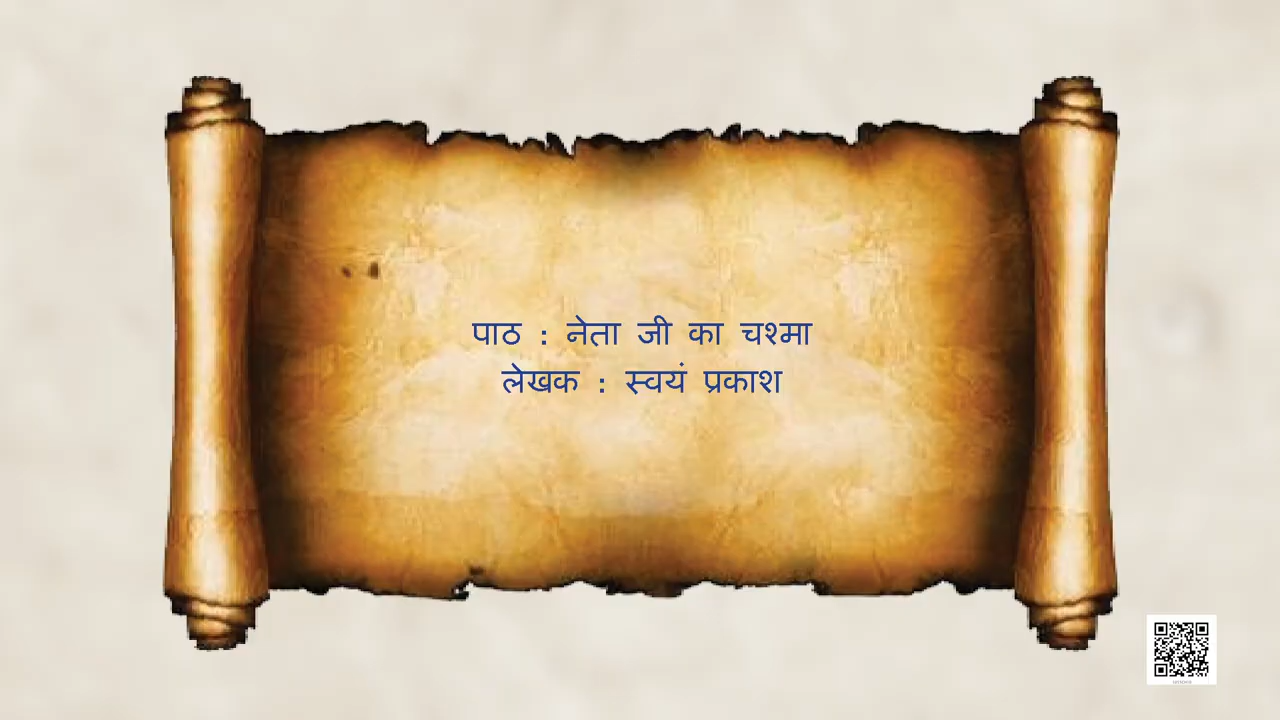 पाठ : नेता जी का चश्मा
लेखक : स्वयं प्रकाश